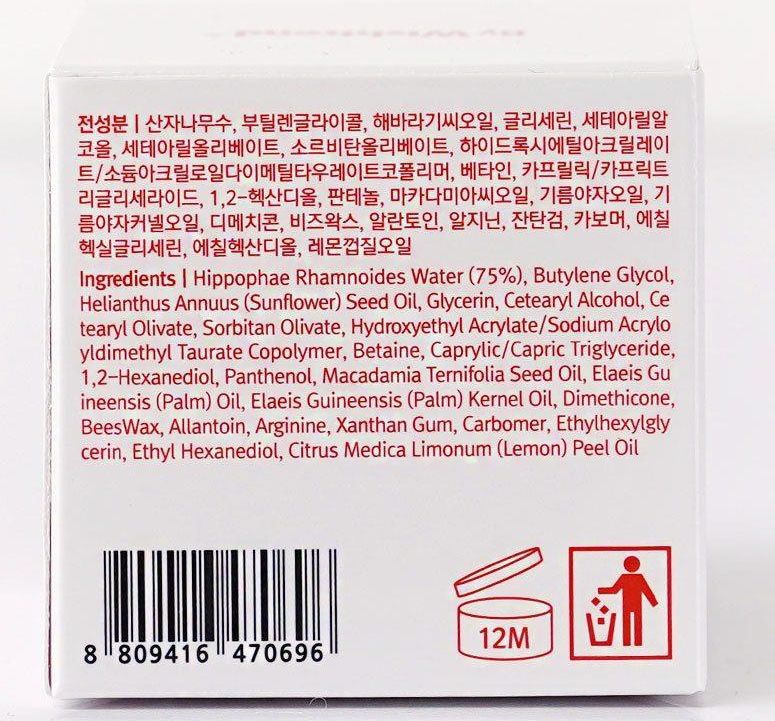 전성분 | 산자나무수, 부틸렌글라이콜, 해바라기씨오일, 글리세린, 세테아릴알
코올, 세테아릴올리베이트, 소르비탄올리베이트, 하이드록시에틸아크릴레이
트/소듐아크릴로일다이메틸타우레이트코폴리머, 베타인, 카프릴릭/카프릭트
리글리세라이드, 1,2-헥산디올, 판테놀, 마카다미아씨오일, 기름야자오일, 기
름야자커넬오일, 디메치콘, 비즈왁스, 알란토인, 알지닌, 잔탄검, 카보머, 에칠
헥실글리세린, 에칠헥산디올, 레몬껍질오일
Ingredients | Hippophae Rhamnoides Water (75%), Butylene Glycol,
Helianthus Annuus (Sunflower) Seed Oil, Glycerin, Cetearyl Alcohol, Ce
tearyl Olivate, Sorbitan Olivate, Hydroxyethyl Acrylate/Sodium Acrylo
yldimethyl Taurate Copolymer, Betaine, Caprylic/Capric Triglyceride,
1,2-Hexanediol, Panthenol, Macadamia Ternifolia Seed Oil, Elaeis Gu
ineensis (Palm) Oil, Elaeis Guineensis (Palm) Kernel Oil, Dimethicone,
BeesWax, Allantoin, Arginine, Xanthan Gum, Carbomer, Ethylhexylgly
cerin, Ethyl Hexanediol, Citrus Medica Limonum (Lemon) Peel Oil
12M
8 809416 470696